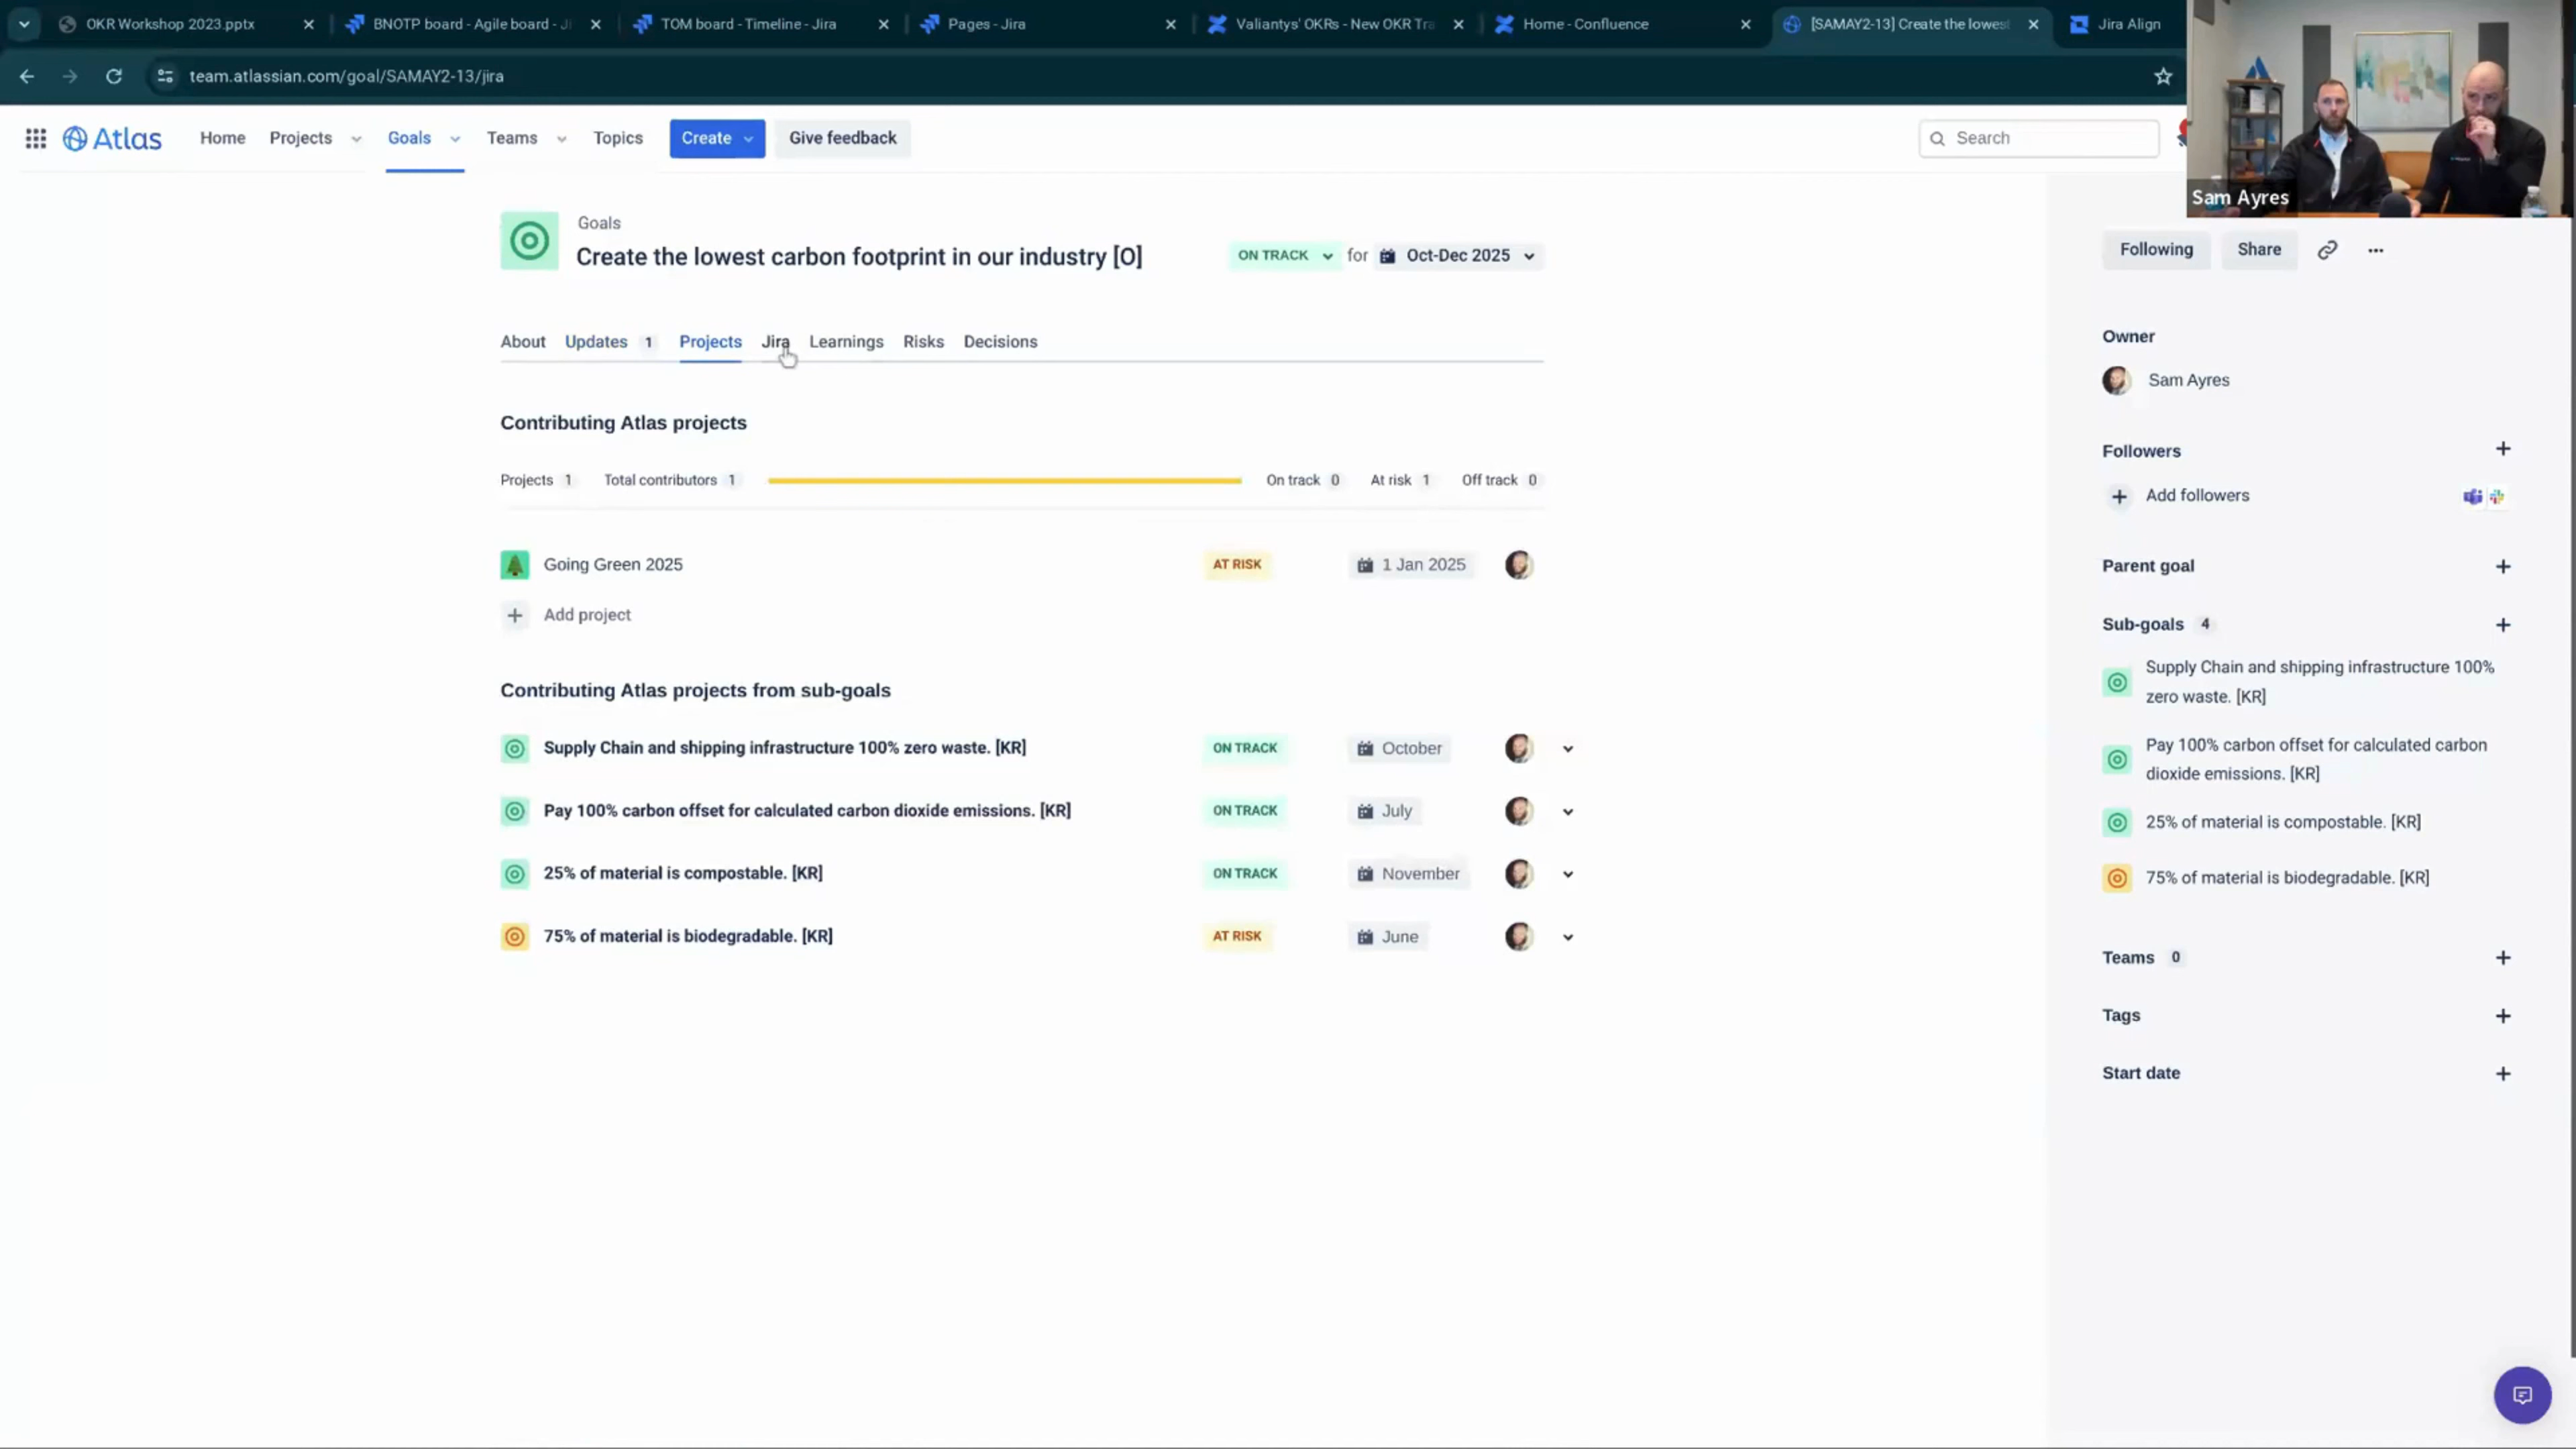 OKR Workshop 2023.pptx
BNOTP board - Agile board - Ji
TOM board - Timeline - Jira
Pages - Jira
Valiantys' OKRs - New OKR Tra
Home - Confluence
[SAMAY2-13] Create the lowest
Jira Align
team.atlassian.com/goal/SAMAY2-13/jira
Atlas
Home
Projects
Goals
Teams
Topics
Create
Give feedback
Search
Sam Ayres
Goals
Create the lowest carbon footprint in our industry [O]
ON TRACK for Oct-Dec 2025
About Updates 1 Projects Jira Learnings Risks Decisions
Contributing Atlas projects
Projects 1 Total contributors 1 On track 0 At risk 1 Off track 0
Going Green 2025 AT RISK 1 Jan 2025
Add project
Contributing Atlas projects from sub-goals
Supply Chain and shipping infrastructure 100% zero waste. [KR] ON TRACK October
Pay 100% carbon offset for calculated carbon dioxide emissions. [KR] ON TRACK July
25% of material is compostable. [KR] ON TRACK November
75% of material is biodegradable. [KR] AT RISK June
Following Share
Owner
Sam Ayres
Followers
Add followers
Parent goal
Sub-goals 4
Supply Chain and shipping infrastructure 100%
zero waste. [KR]
Pay 100% carbon offset for calculated carbon
dioxide emissions. [KR]
25% of material is compostable. [KR]
75% of material is biodegradable. [KR]
Teams 0
Tags
Start date